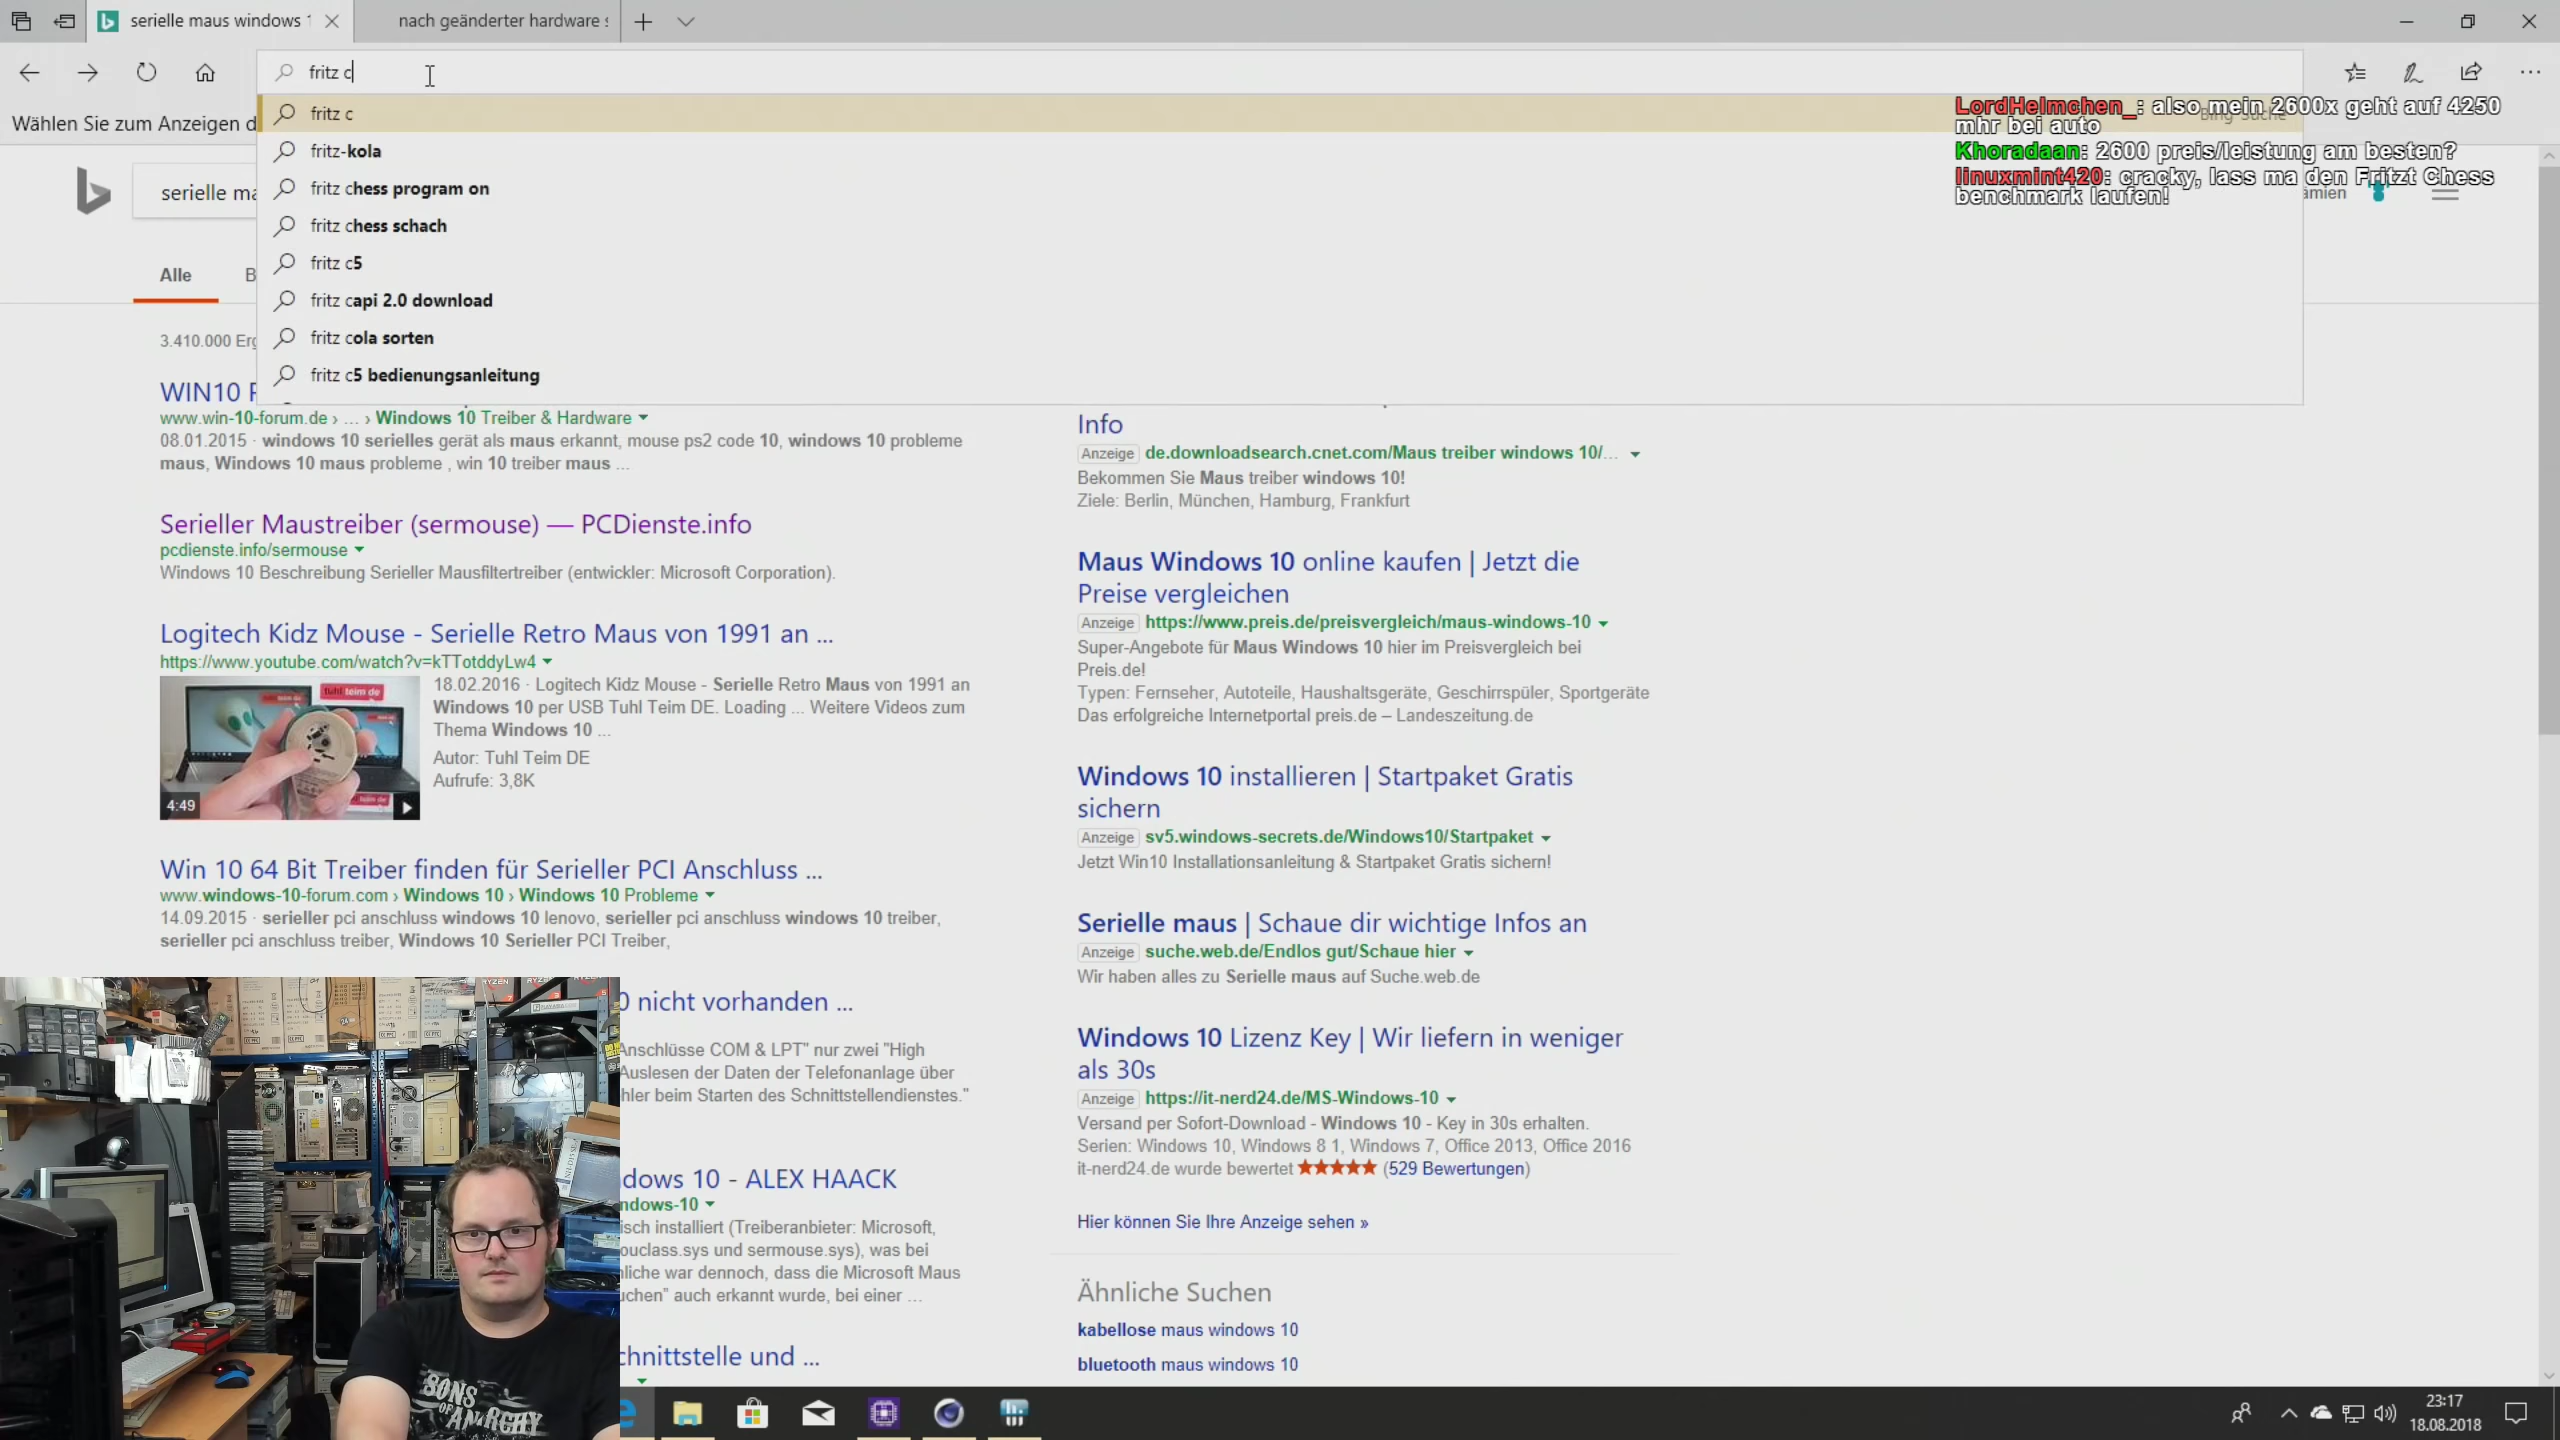 serielle maus windows 1
nach geänderter hardware s
fritz c
Wählen Sie zum Anzeigen d
fritz c
fritz-kola
fritz chess program on
fritz chess schach
fritz c5
fritz capi 2.0 download
fritz cola sorten
fritz c5 bedienungsanleitung
LordHelmchen_: also mein 2600x geht auf 4250
mhr bei auto
Khoradaan: 2600 preis/leistung am besten?
linuxmint420: cracky, lass ma den Fritzt Chess
benchmark laufen!
Bing-Suche
serielle ma
Alle
B
3.410.000 Erg
WIN10 P
www.win-10-forum.de › ... › Windows 10 Treiber & Hardware
08.01.2015 · windows 10 serielles gerät als maus erkannt, mouse ps2 code 10, windows 10 probleme
maus, Windows 10 maus probleme , win 10 treiber maus ...
Serieller Maustreiber (sermouse) — PCDienste.info
pcdienste.info/sermouse
Windows 10 Beschreibung Serieller Mausfiltertreiber (entwickler: Microsoft Corporation).
Logitech Kidz Mouse - Serielle Retro Maus von 1991 an ...
https://www.youtube.com/watch?v=kTTotddyLw4
tuhl teim de
4:49
18.02.2016 · Logitech Kidz Mouse - Serielle Retro Maus von 1991 an
Windows 10 per USB Tuhl Teim DE. Loading ... Weitere Videos zum
Thema Windows 10 ...
Autor: Tuhl Teim DE
Aufrufe: 3,8K
Win 10 64 Bit Treiber finden für Serieller PCI Anschluss ...
www.windows-10-forum.com › Windows 10 › Windows 10 Probleme
14.09.2015 · serieller pci anschluss windows 10 lenovo, serieller pci anschluss windows 10 treiber,
serieller pci anschluss treiber, Windows 10 Serieller PCI Treiber,
0 nicht vorhanden ...
Anschlüsse COM & LPT" nur zwei "High
Auslesen der Daten der Telefonanlage über
hler beim Starten des Schnittstellendienstes."
dows 10 - ALEX HAACK
ndows-10
isch installiert (Treiberanbieter: Microsoft,
ouclass.sys und sermouse.sys), was bei
nliche war dennoch, dass die Microsoft Maus
uchen" auch erkannt wurde, bei einer ...
chnittstelle und ...
Info
Anzeige de.downloadsearch.cnet.com/Maus treiber windows 10/...
Bekommen Sie Maus treiber windows 10!
Ziele: Berlin, München, Hamburg, Frankfurt
Maus Windows 10 online kaufen | Jetzt die
Preise vergleichen
Anzeige https://www.preis.de/preisvergleich/maus-windows-10
Super-Angebote für Maus Windows 10 hier im Preisvergleich bei
Preis.de!
Typen: Fernseher, Autoteile, Haushaltsgeräte, Geschirrspüler, Sportgeräte
Das erfolgreiche Internetportal preis.de – Landeszeitung.de
Windows 10 installieren | Startpaket Gratis
sichern
Anzeige sv5.windows-secrets.de/Windows10/Startpaket
Jetzt Win10 Installationsanleitung & Startpaket Gratis sichern!
Serielle maus | Schaue dir wichtige Infos an
Anzeige suche.web.de/Endlos gut/Schaue hier
Wir haben alles zu Serielle maus auf Suche.web.de
Windows 10 Lizenz Key | Wir liefern in weniger
als 30s
Anzeige https://it-nerd24.de/MS-Windows-10
Versand per Sofort-Download - Windows 10 - Key in 30s erhalten.
Serien: Windows 10, Windows 8 1, Windows 7, Office 2013, Office 2016
it-nerd24.de wurde bewertet ★★★★★ (529 Bewertungen)
Hier können Sie Ihre Anzeige sehen »
Ähnliche Suchen
kabellose maus windows 10
bluetooth maus windows 10
RYZEN
SONS
OF ANARCHY
23:17
18.08.2018